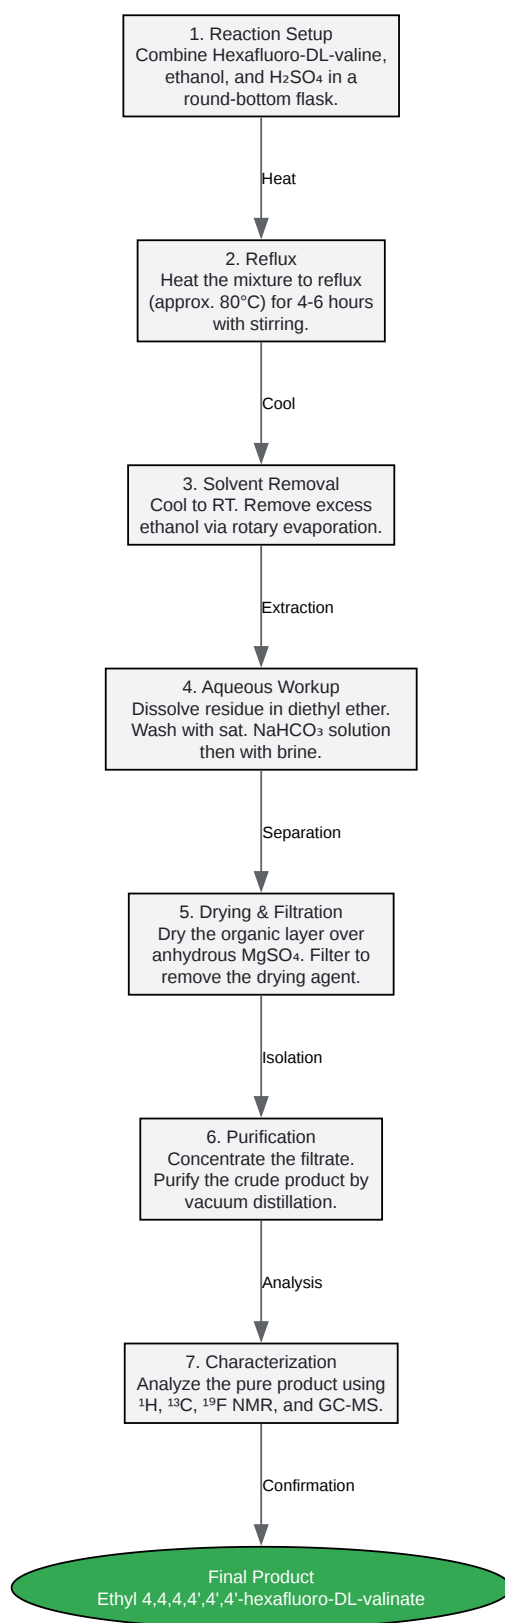 1. Reaction Setup
Combine Hexafluoro-DL-valine,
ethanol, and H₂SO₄ in a
round-bottom flask.
Heat
2. Reflux
Heat the mixture to reflux
(approx. 80°C) for 4-6 hours
with stirring.
Cool
3. Solvent Removal
Cool to RT. Remove excess
ethanol via rotary evaporation.
Extraction
4. Aqueous Workup
Dissolve residue in diethyl ether.
Wash with sat. NaHCO₃ solution
then with brine.
Separation
5. Drying & Filtration
Dry the organic layer over
anhydrous MgSO₄. Filter to
remove the drying agent.
Isolation
6. Purification
Concentrate the filtrate.
Purify the crude product by
vacuum distillation.
Analysis
7. Characterization
Analyze the pure product using
¹H, ¹³C, ¹⁹F NMR, and GC-MS.
Confirmation
Final Product
Ethyl 4,4,4,4',4',4'-hexafluoro-DL-valinate